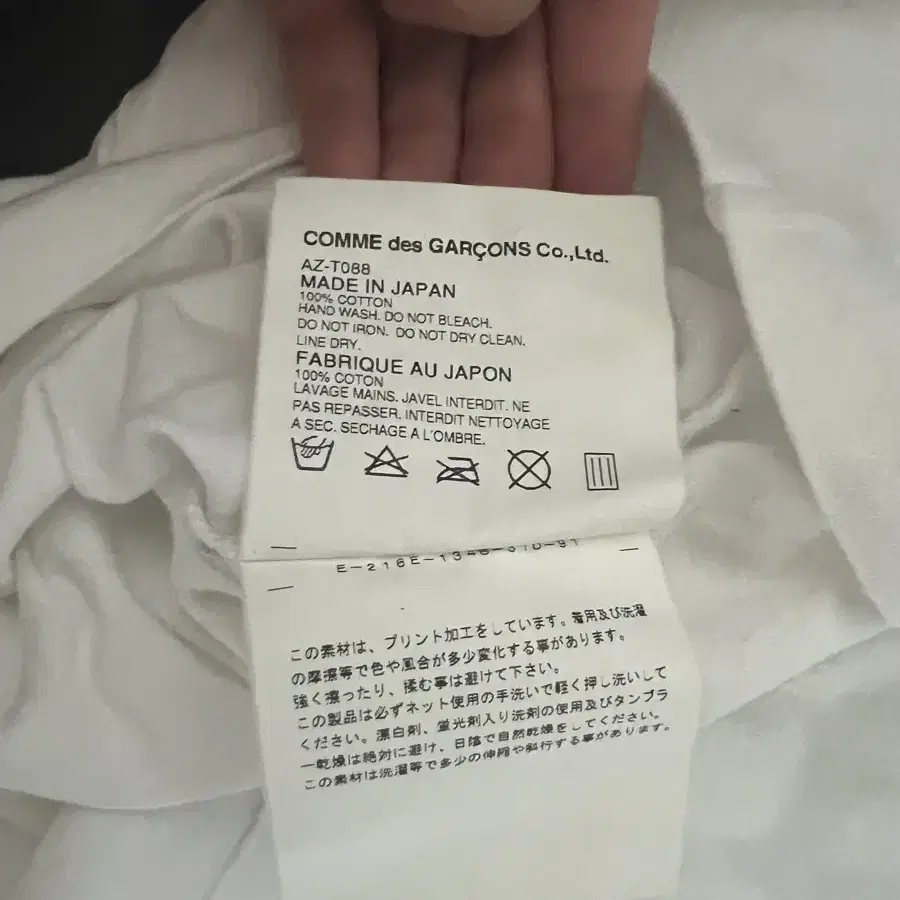 COMME des GARÇONS Co.,Ltd.
AZ-T088
MADE IN JAPAN
100% COTTON
HAND WASH. DO NOT BLEACH.
DO NOT IRON. DO NOT DRY CLEAN.
LINE DRY.
FABRIQUE AU JAPON
100% COTON
LAVAGE MAINS. JAVEL INTERDIT. NE
PAS REPASSER. INTERDIT NETTOYAGE
A SEC. SECHAGE A L'OMBRE.
この素材は、プリント加工をしています。着用及び洗濯
の摩擦等で色や風合が多少変化する事があります。
強く擦ったり、揉む事は避けて下さい。
この製品は必ずネット使用の手洗いで軽く押し洗いして
ください。漂白剤、蛍光剤入り洗剤の使用及びタンブラ
ー乾燥は絶対に避け、日陰で自然乾燥をしてください。
この素材は洗濯等で多少の伸縮や斜行する事があります。